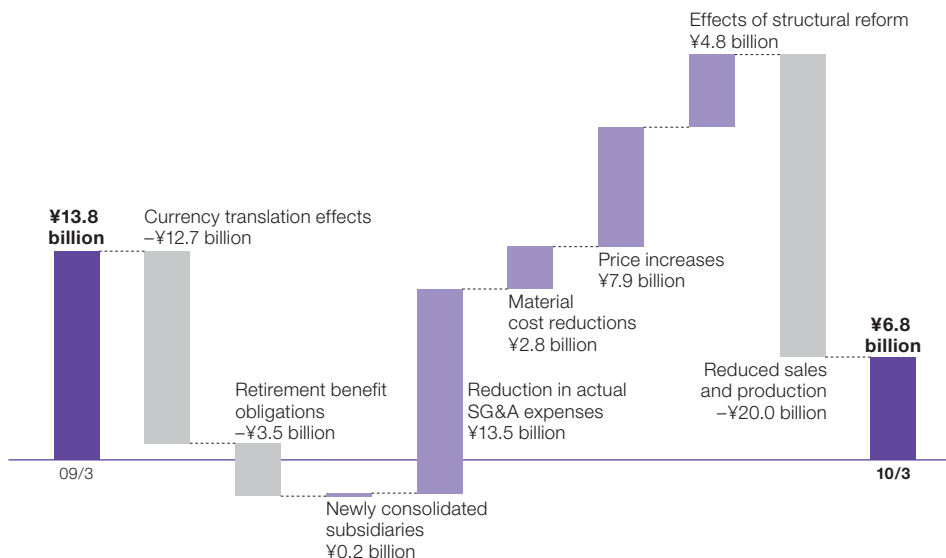 Effects of structural reform
¥4.8 billion
¥13.8
billion
Currency translation effects
–¥12.7 billion
Price increases
¥7.9 billion
Material
cost reductions
¥2.8 billion
¥6.8
billion
Retirement benefit
obligations
–¥3.5 billion
Reduction in actual
SG&A expenses
¥13.5 billion
Reduced sales
and production
–¥20.0 billion
09/3
10/3
Newly consolidated
subsidiaries
¥0.2 billion